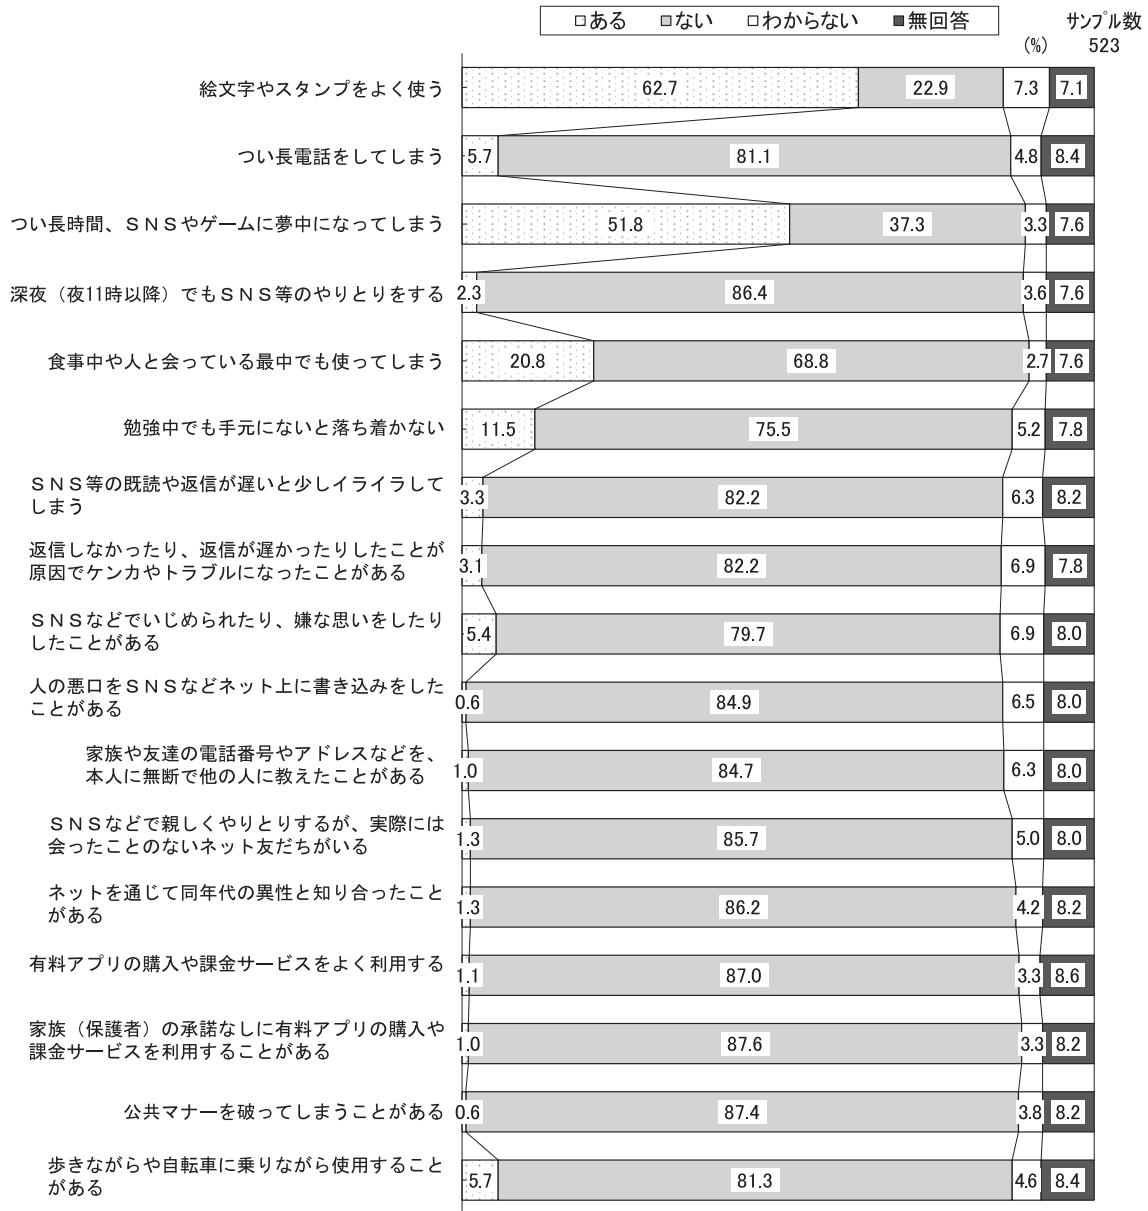 ある ない わからない 無回答
サンプル数
(%) 523
絵文字やスタンプをよく使う 62.7 22.9 7.3 7.1
つい長電話をしてしまう 5.7 81.1 4.8 8.4
つい長時間、ＳＮＳやゲームに夢中になってしまう 51.8 37.3 3.3 7.6
深夜（夜11時以降）でもＳＮＳ等のやりとりをする 2.3 86.4 3.6 7.6
食事中や人と会っている最中でも使ってしまう 20.8 68.8 2.7 7.6
勉強中でも手元にないと落ち着かない 11.5 75.5 5.2 7.8
ＳＮＳ等の既読や返信が遅いと少しイライラして
しまう 3.3 82.2 6.3 8.2
返信しなかったり、返信が遅かったりしたことが
原因でケンカやトラブルになったことがある 3.1 82.2 6.9 7.8
ＳＮＳなどでいじめられたり、嫌な思いをしたり
したことがある 5.4 79.7 6.9 8.0
人の悪口をＳＮＳなどネット上に書き込みをした
ことがある 0.6 84.9 6.5 8.0
家族や友達の電話番号やアドレスなどを、
本人に無断で他の人に教えたことがある 1.0 84.7 6.3 8.0
ＳＮＳなどで親しくやりとりするが、実際には
会ったことのないネット友だちがいる 1.3 85.7 5.0 8.0
ネットを通じて同年代の異性と知り合ったこと
がある 1.3 86.2 4.2 8.2
有料アプリの購入や課金サービスをよく利用する 1.1 87.0 3.3 8.6
家族（保護者）の承諾なしに有料アプリの購入や
課金サービスを利用することがある 1.0 87.6 3.3 8.2
公共マナーを破ってしまうことがある 0.6 87.4 3.8 8.2
歩きながらや自転車に乗りながら使用すること
がある 5.7 81.3 4.6 8.4